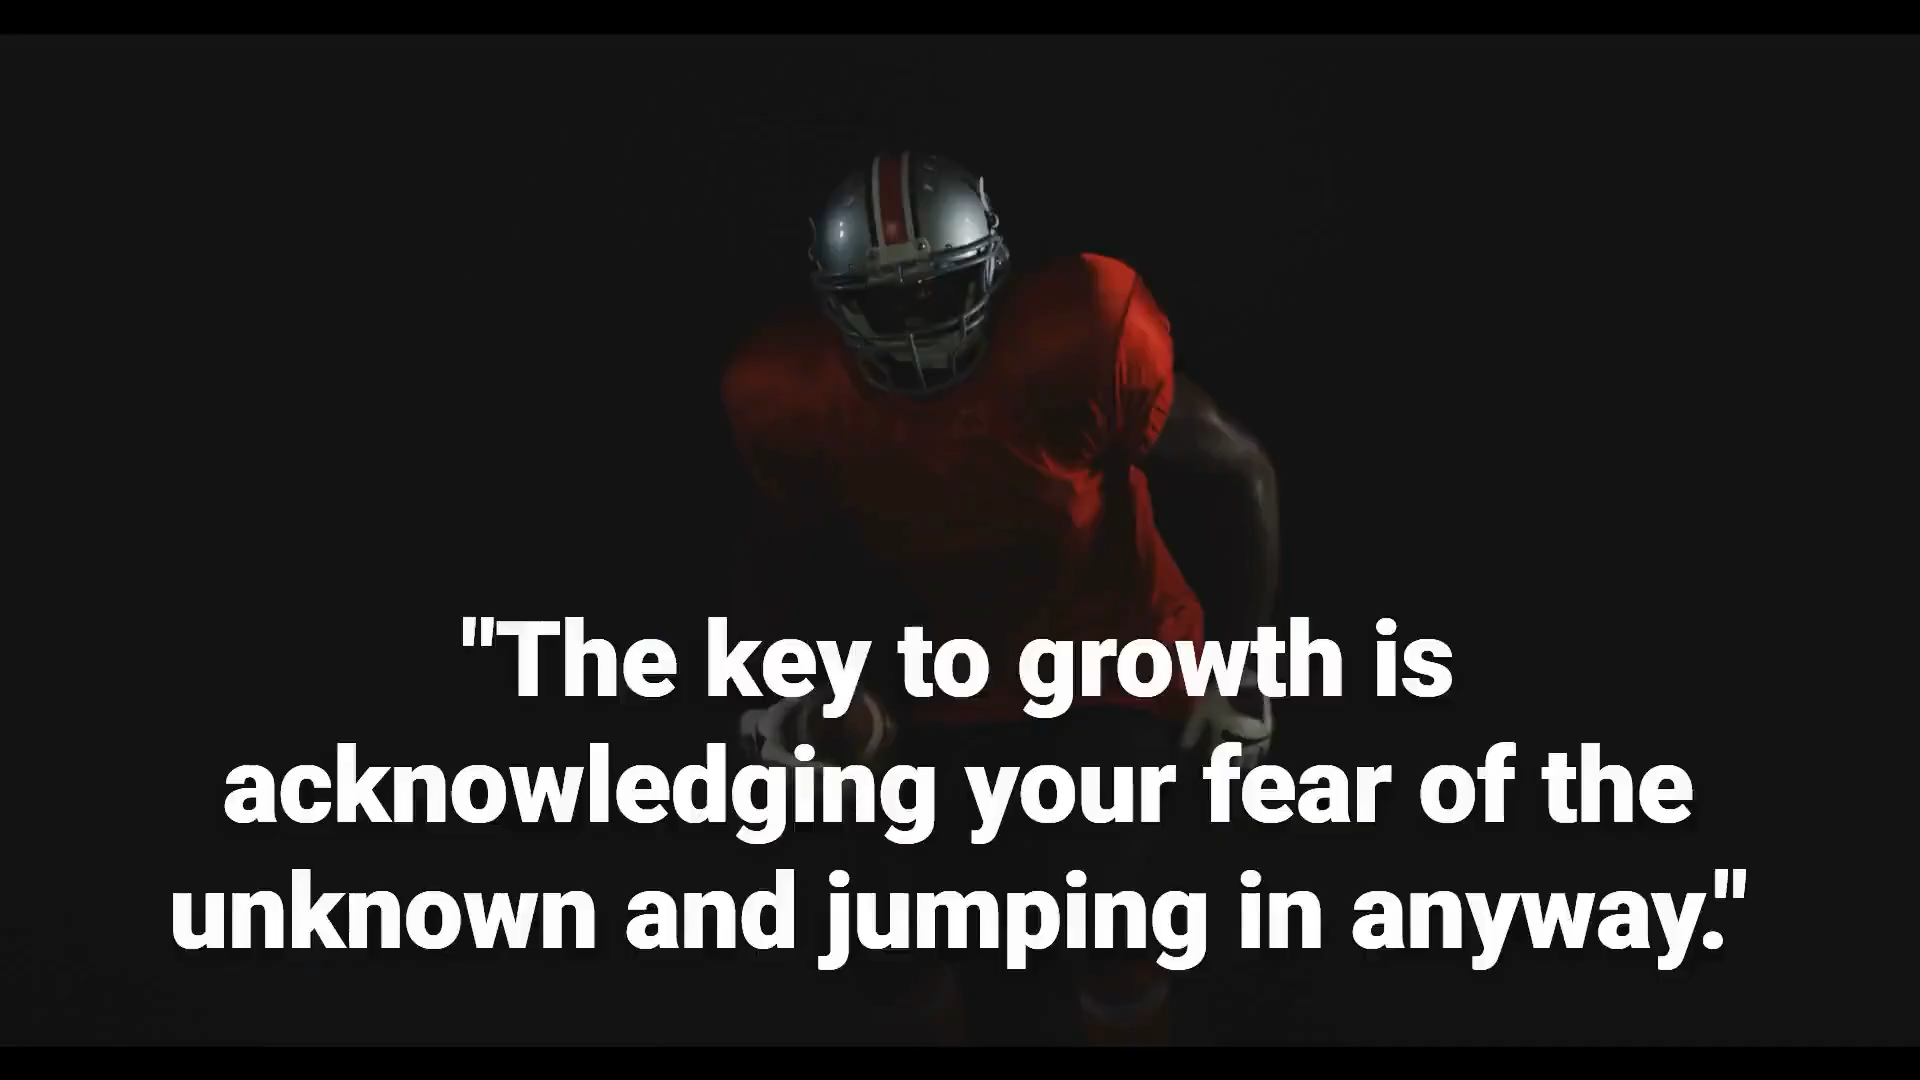 "The key to growth is
acknowledging your fear of the
unknown and jumping in anyway."